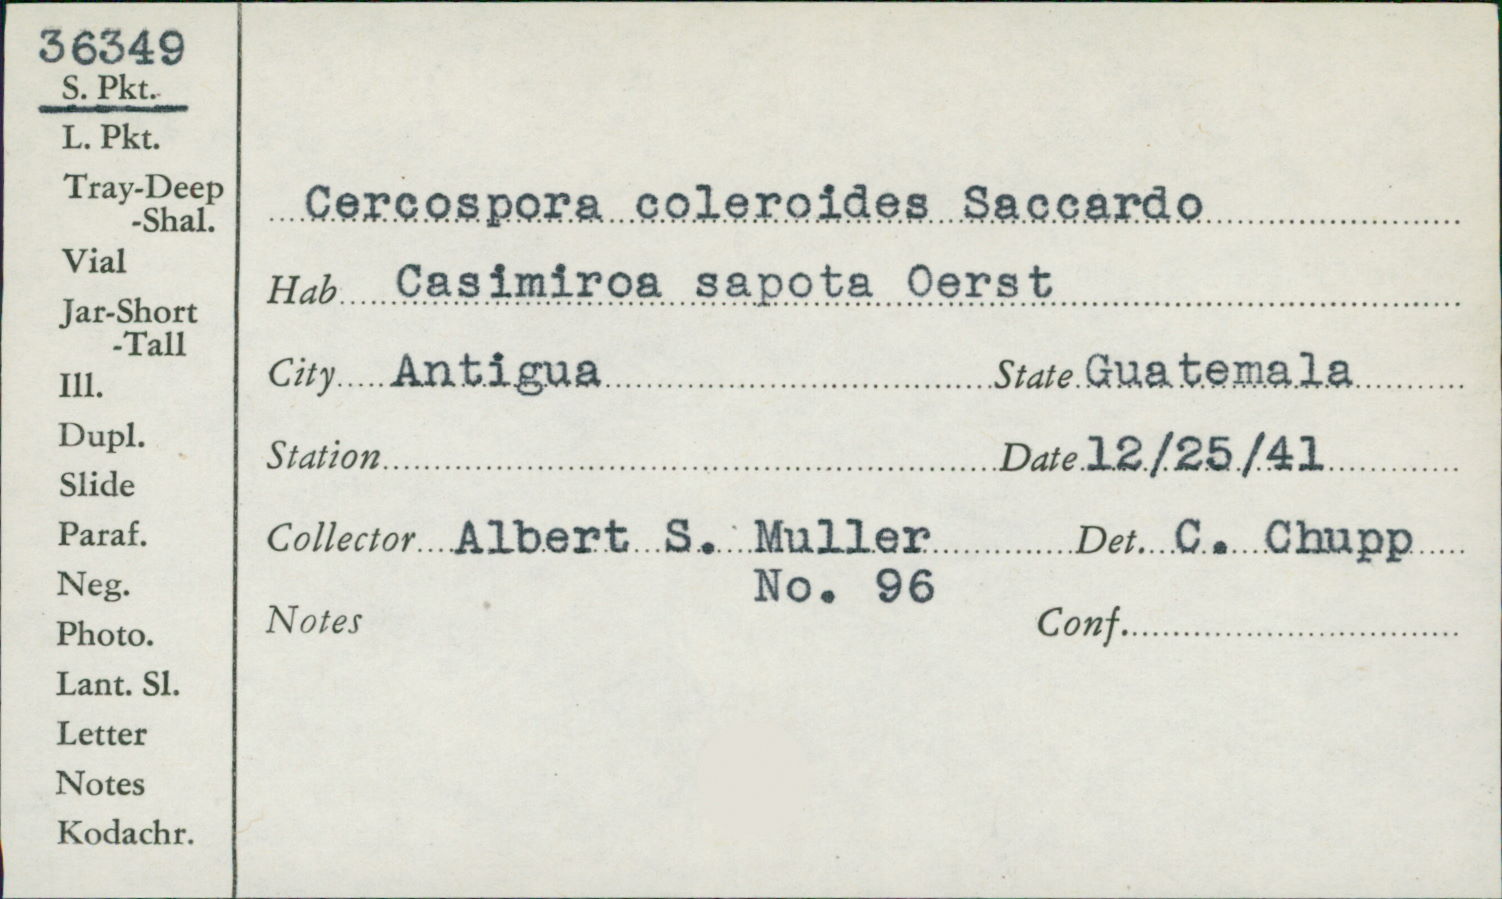 36349
S. Pkt.
L. Pkt.
Tray-Deep
-Shal.
Vial
Jar-Short
-Tall
Ill.
Dupl.
Slide
Paraf.
Neg.
Photo.
Lant. Sl.
Letter
Notes
Kodachr.
Cercospora coleroides Saccardo
Hab Casimiroa sapota Oerst
City Antigua State Guatemala
Station Date 12/25/41
Collector Albert S. Muller Det. C. Chupp
No. 96
Notes Conf.